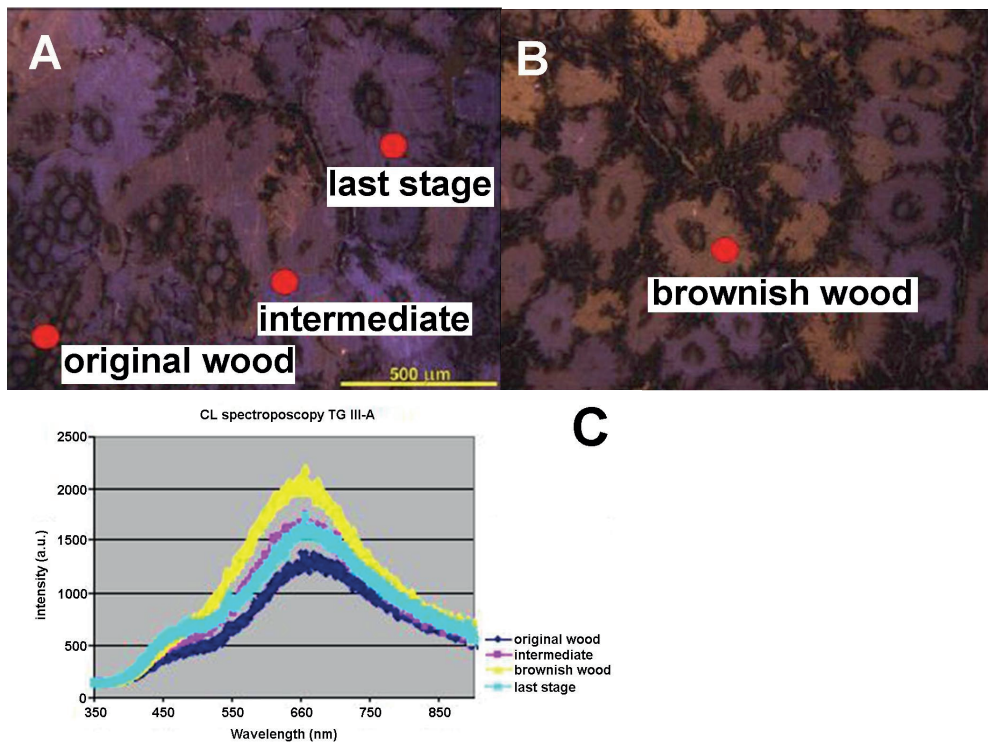 A
last stage
intermediate
original wood
500 µm
B
brownish wood
C
CL spectroposcopy TG III-A
intensity (a.u.)
2500
2000
1500
1000
500
0
350 450 550 660 750 850
Wavelength (nm)
original wood
intermediate
brownish wood
last stage